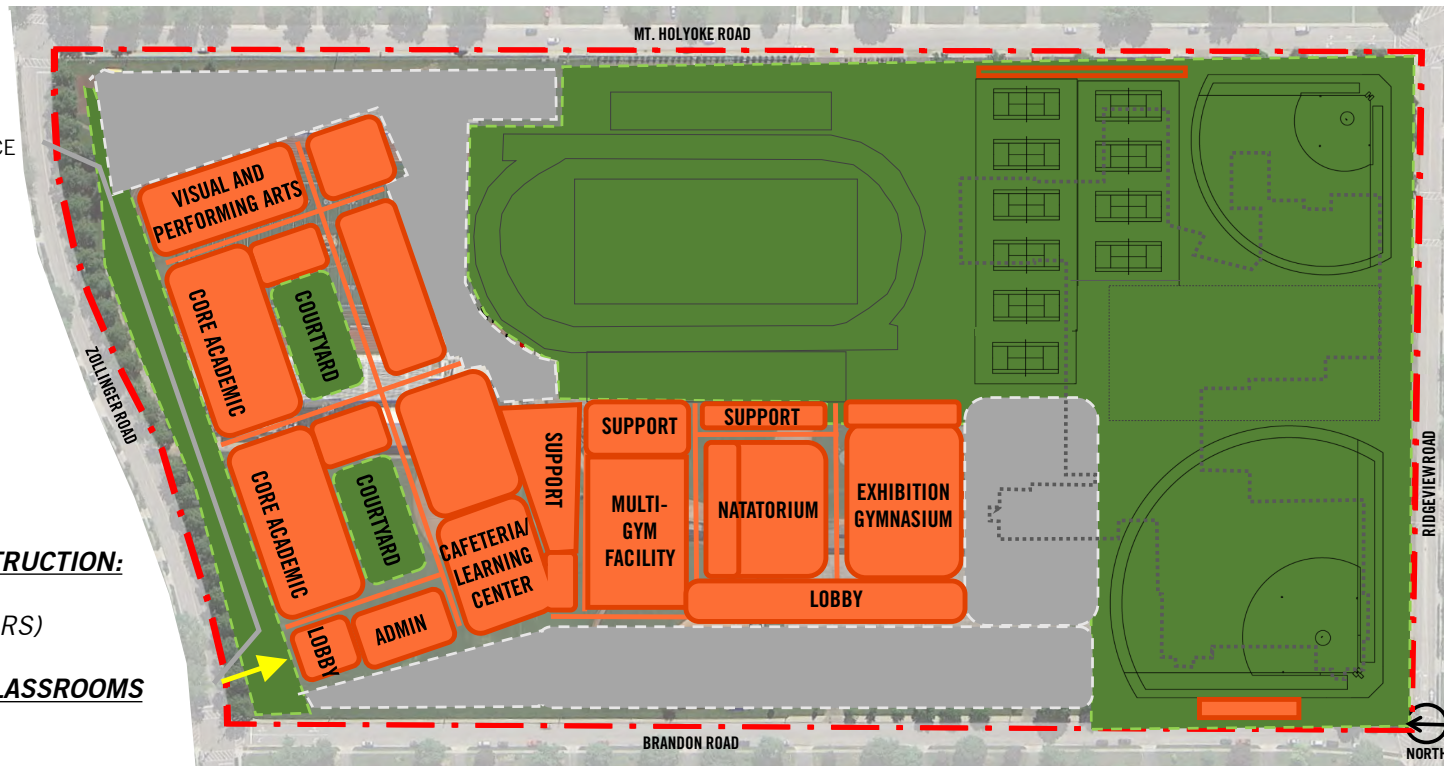 MT. HOLYOKE ROAD
CE
VISUAL AND
PERFORMING ARTS
CORE ACADEMIC
COURTYARD
ZOLLINGER ROAD
SUPPORT
SUPPORT
SUPPORT
CORE ACADEMIC
COURTYARD
MULTI-
GYM
FACILITY
NATATORIUM
EXHIBITION
GYMNASIUM
RIDGEVIEW ROAD
CAFETERIA/
LEARNING
CENTER
TRUCTION:
RS)
LASSROOMS
LOBBY
ADMIN
LOBBY
BRANDON ROAD
NORTH